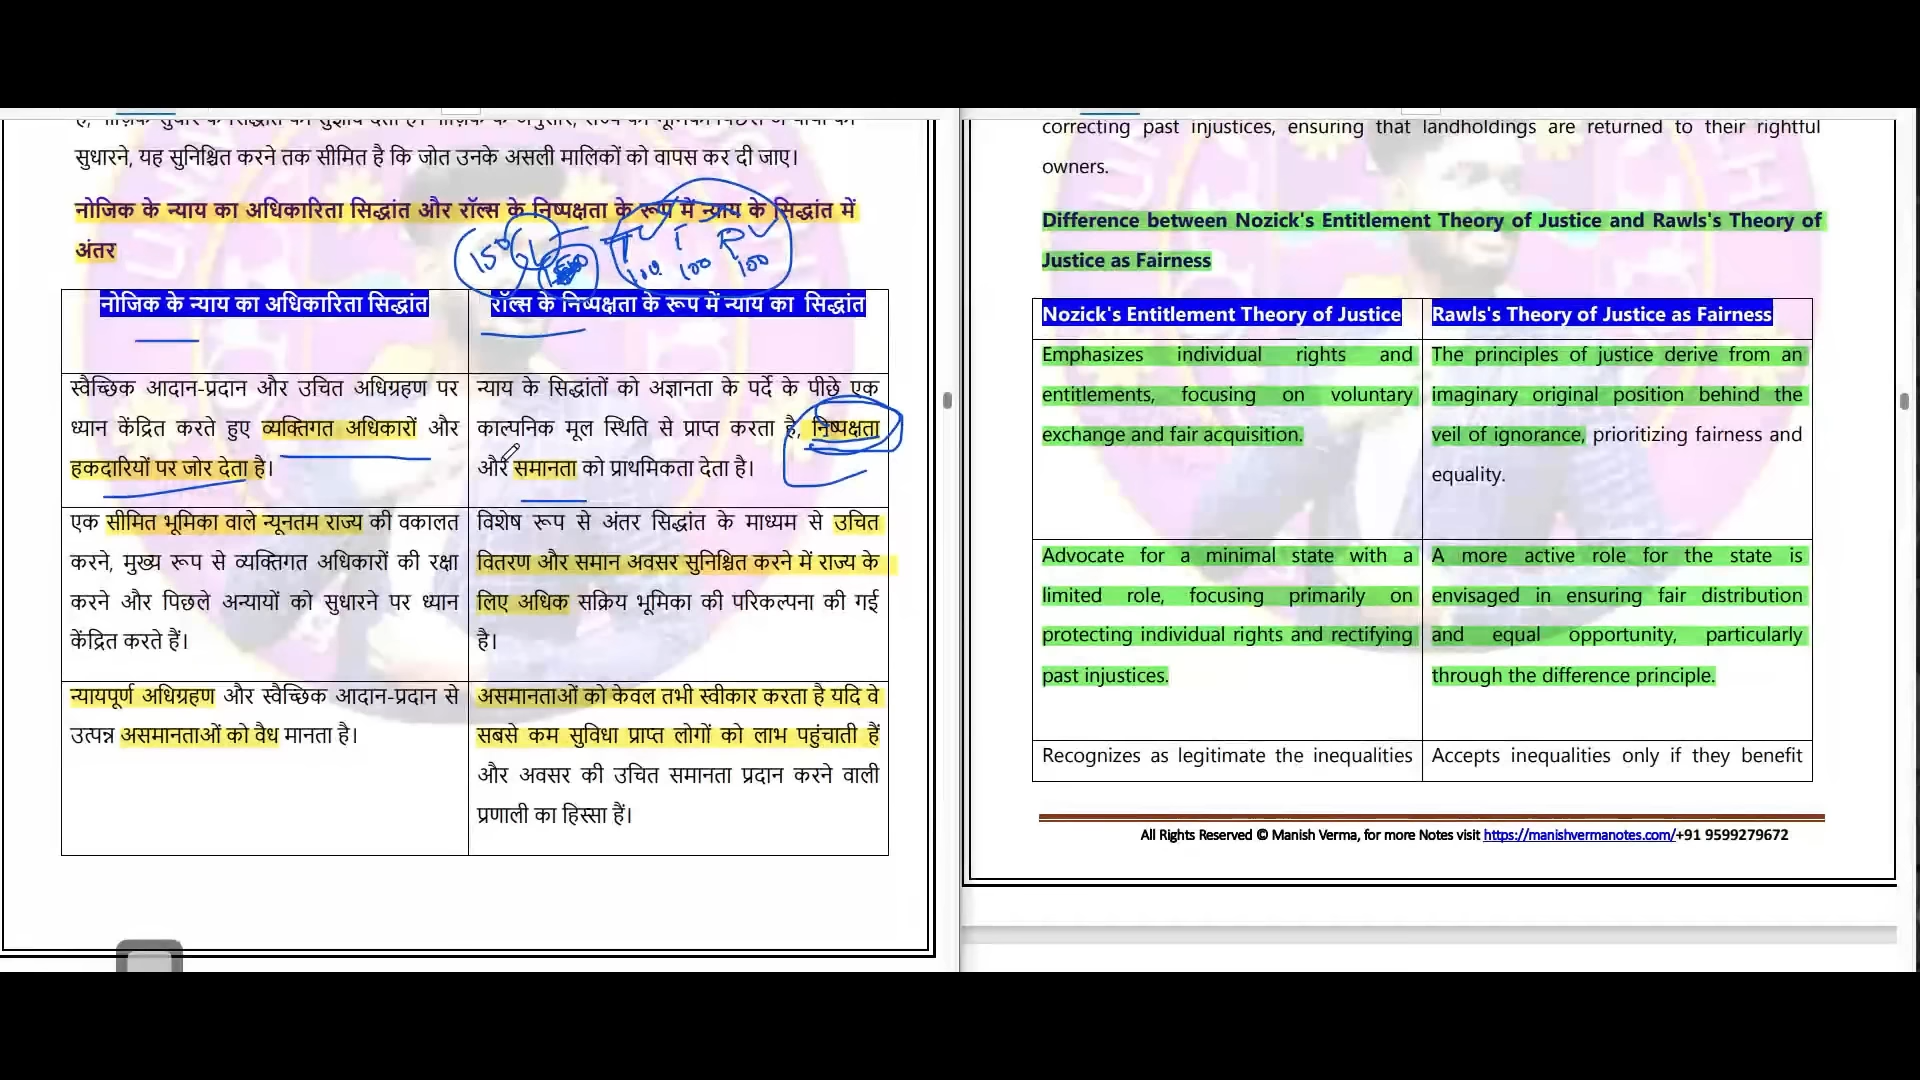 सुधारने, यह सुनिश्चित करने तक सीमित है कि जोत उनके असली मालिकों को वापस कर दी जाए।
नोजिक के न्याय का अधिकारिता सिद्धांत और रॉल्स के निष्पक्षता के रूप में न्याय के सिद्धांत में
अंतर
150
100 100 100
नोजिक के न्याय का अधिकारिता सिद्धांत
रॉल्स के निष्पक्षता के रूप में न्याय का सिद्धांत
स्वैच्छिक आदान-प्रदान और उचित अधिग्रहण पर
ध्यान केंद्रित करते हुए व्यक्तिगत अधिकारों और
हकदारियों पर जोर देता है।
न्याय के सिद्धांतों को अज्ञानता के पर्दे के पीछे एक
काल्पनिक मूल स्थिति से प्राप्त करता है, निष्पक्षता
और समानता को प्राथमिकता देता है।
एक सीमित भूमिका वाले न्यूनतम राज्य की वकालत
करने, मुख्य रूप से व्यक्तिगत अधिकारों की रक्षा
करने और पिछले अन्यायों को सुधारने पर ध्यान
केंद्रित करते हैं।
विशेष रूप से अंतर सिद्धांत के माध्यम से उचित
वितरण और समान अवसर सुनिश्चित करने में राज्य के
लिए अधिक सक्रिय भूमिका की परिकल्पना की गई
है।
न्यायपूर्ण अधिग्रहण और स्वैच्छिक आदान-प्रदान से
उत्पन्न असमानताओं को वैध मानता है।
असमानताओं को केवल तभी स्वीकार करता है यदि वे
सबसे कम सुविधा प्राप्त लोगों को लाभ पहुंचाती हैं
और अवसर की उचित समानता प्रदान करने वाली
प्रणाली का हिस्सा हैं।
correcting past injustices, ensuring that landholdings are returned to their rightful
owners.
Difference between Nozick's Entitlement Theory of Justice and Rawls's Theory of
Justice as Fairness
Nozick's Entitlement Theory of Justice
Rawls's Theory of Justice as Fairness
Emphasizes individual rights and
entitlements, focusing on voluntary
exchange and fair acquisition.
The principles of justice derive from an
imaginary original position behind the
veil of ignorance, prioritizing fairness and
equality.
Advocate for a minimal state with a
limited role, focusing primarily on
protecting individual rights and rectifying
past injustices.
A more active role for the state is
envisaged in ensuring fair distribution
and equal opportunity, particularly
through the difference principle.
Recognizes as legitimate the inequalities
Accepts inequalities only if they benefit
All Rights Reserved © Manish Verma, for more Notes visit https://manishvermanotes.com/+91 9599279672